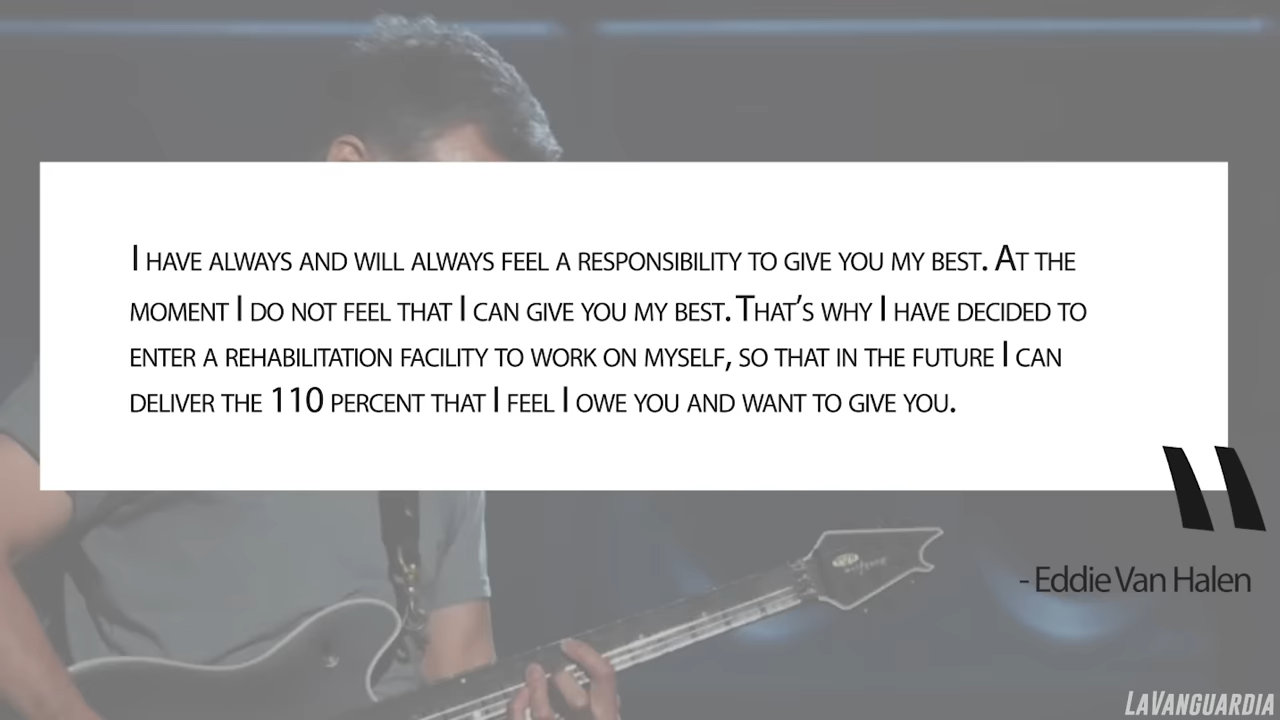 I HAVE ALWAYS AND WILL ALWAYS FEEL A RESPONSIBILITY TO GIVE YOU MY BEST. AT THE
MOMENT I DO NOT FEEL THAT I CAN GIVE YOU MY BEST. THAT’S WHY I HAVE DECIDED TO
ENTER A REHABILITATION FACILITY TO WORK ON MYSELF, SO THAT IN THE FUTURE I CAN
DELIVER THE 110 PERCENT THAT I FEEL I OWE YOU AND WANT TO GIVE YOU.
"
- Eddie Van Halen
LAVANGUARDIA